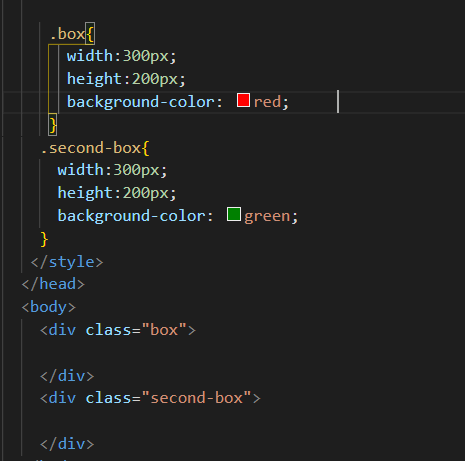 .box{
width:300px;
height:200px;
background-color: red;
}
.second-box{
width:300px;
height:200px;
background-color: green;
}
</style>
</head>
<body>
<div class="box">
</div>
<div class="second-box">
</div>